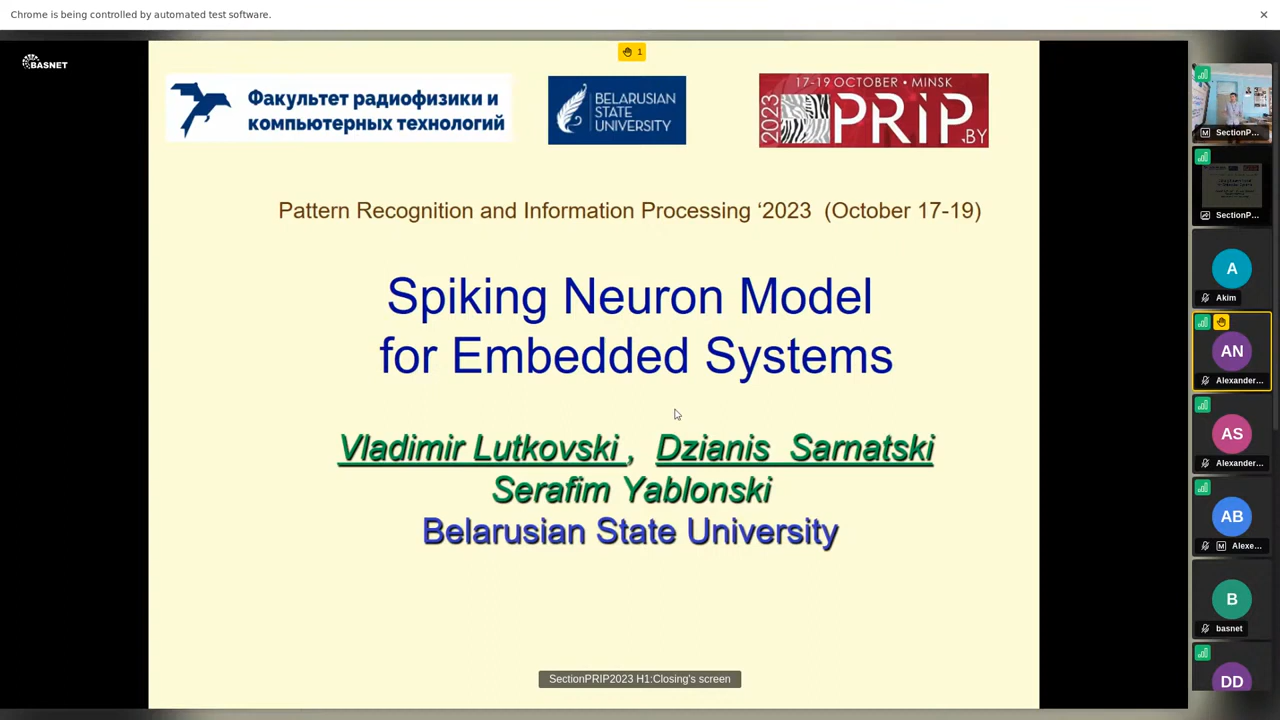 Chrome is being controlled by automated test software.
BASNET
1
Факультет радиофизики и
компьютерных технологий
BELARUSIAN
STATE
UNIVERSITY
17-19 OCTOBER • MINSK
2023
PRIP
.BY
Pattern Recognition and Information Processing ‘2023 (October 17-19)
Spiking Neuron Model
for Embedded Systems
Vladimir Lutkovski , Dzianis Sarnatski
Serafim Yablonski
Belarusian State University
SectionPRIP2023 H1:Closing's screen
M SectionP...
SectionP...
A
Akim
AN
Alexander...
AS
Alexander...
AB
M Alexe...
B
basnet
DD